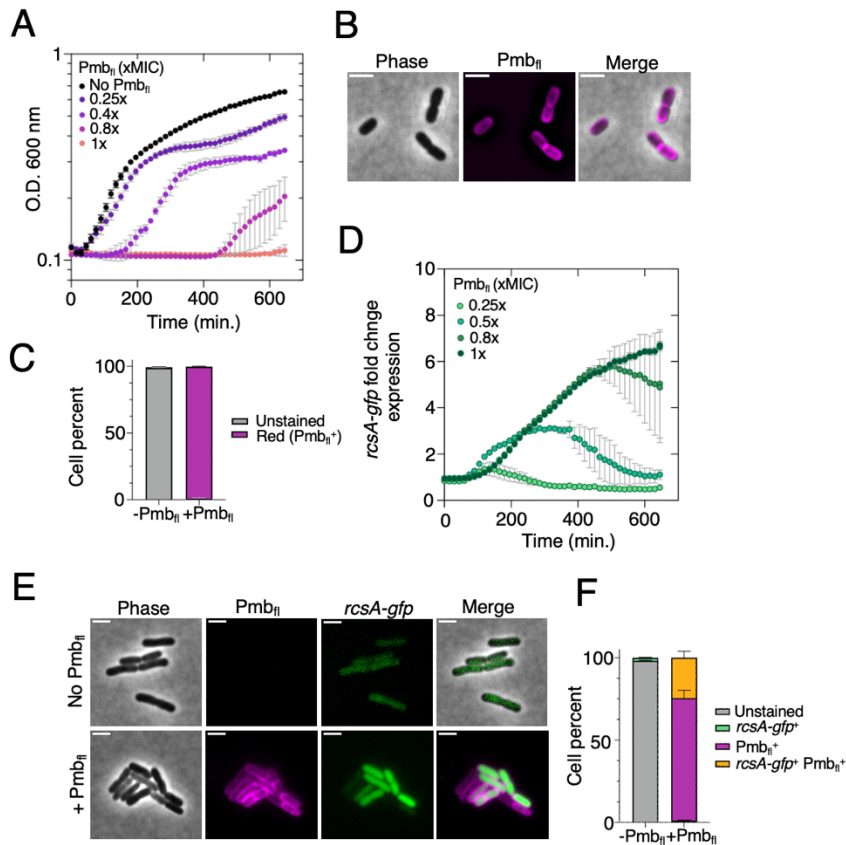 A
Pmbfl (xMIC)
No Pmbfl
0.25x
0.4x
0.8x
1x
1
0.1
O.D. 600 nm
0 200 400 600
Time (min.)
B
Phase Pmbfl Merge
C
Cell percent
100
50
0
-Pmbfl +Pmbfl
Unstained
Red (Pmbfl+)
D
Pmbfl (xMIC)
0.25x
0.5x
0.8x
1x
rcsA-gfp fold chnge
expression
10
8
6
4
2
0
0 200 400 600
Time (min.)
E
Phase Pmbfl rcsA-gfp Merge
No Pmbfl
+ Pmbfl
F
Cell percent
100
50
0
-Pmbfl +Pmbfl
Unstained
rcsA-gfp+
Pmbfl+
rcsA-gfp+ Pmbfl+